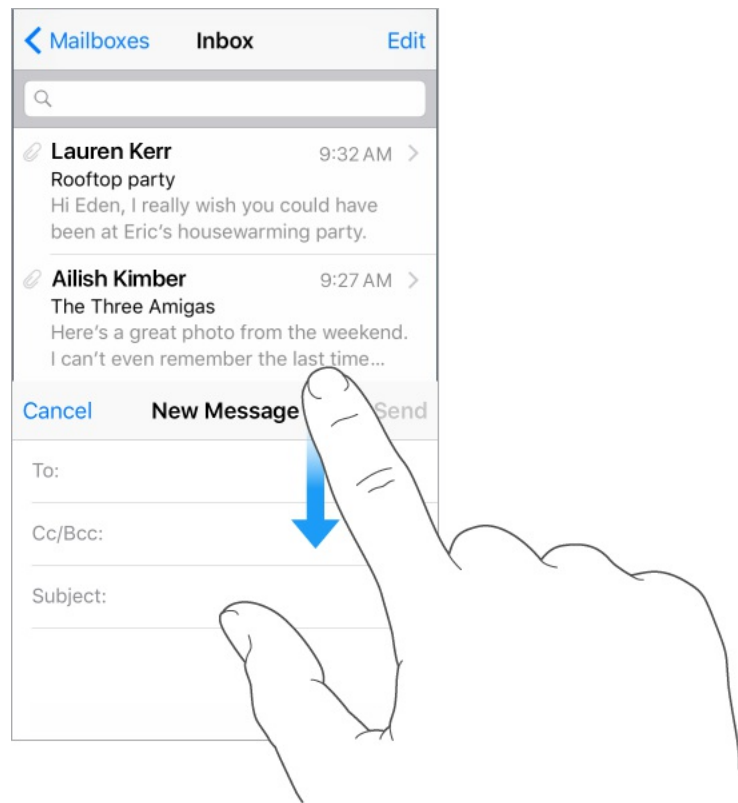 Mailboxes Inbox Edit
Lauren Kerr 9:32 AM
Rooftop party
Hi Eden, I really wish you could have
been at Eric's housewarming party.
Ailish Kimber 9:27 AM
The Three Amigas
Here's a great photo from the weekend.
I can't even remember the last time...
Cancel New Message Send
To:
Cc/Bcc:
Subject: